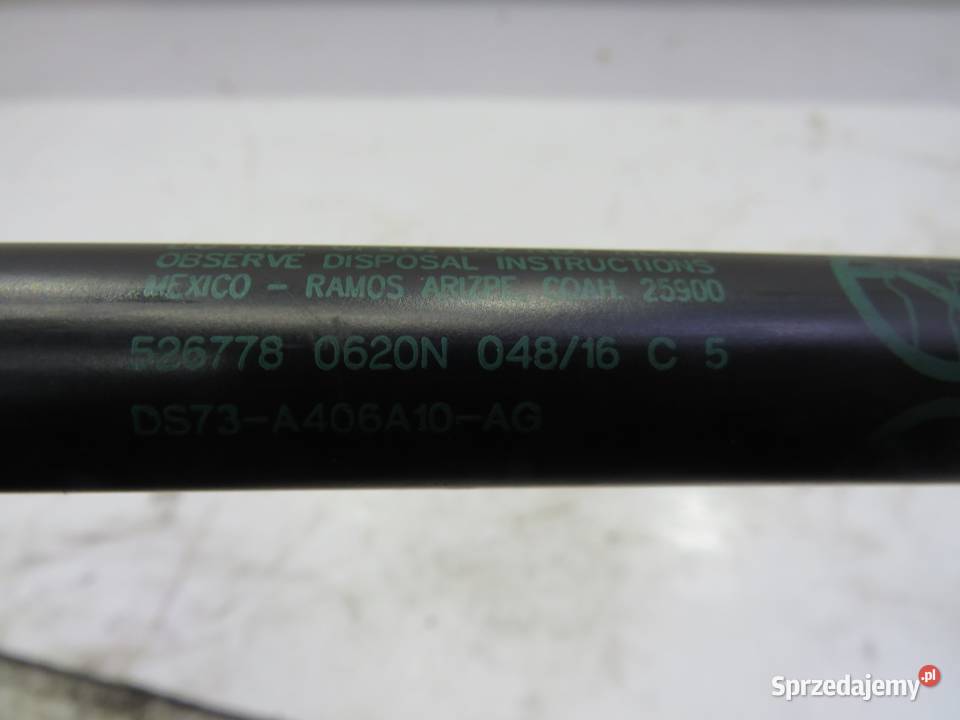 OBSERVE DISPOSAL INSTRUCTIONS
MEXICO - RAMOS ARIZPE, COAH. 25900
526778 0620N 048/16 C 5
DS73-A406A10-AG
Sprzedajemy.pl